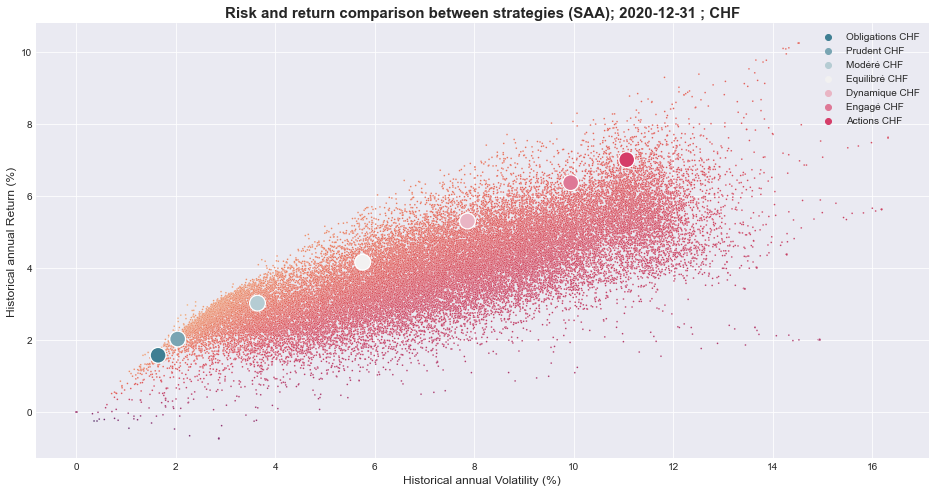 Risk and return comparison between strategies (SAA); 2020-12-31 ; CHF
Historical annual Return (%)
10
8
6
4
2
0
Obligations CHF
Prudent CHF
Modéré CHF
Equilibré CHF
Dynamique CHF
Engagé CHF
Actions CHF
0 2 4 6 8 10 12 14 16
Historical annual Volatility (%)